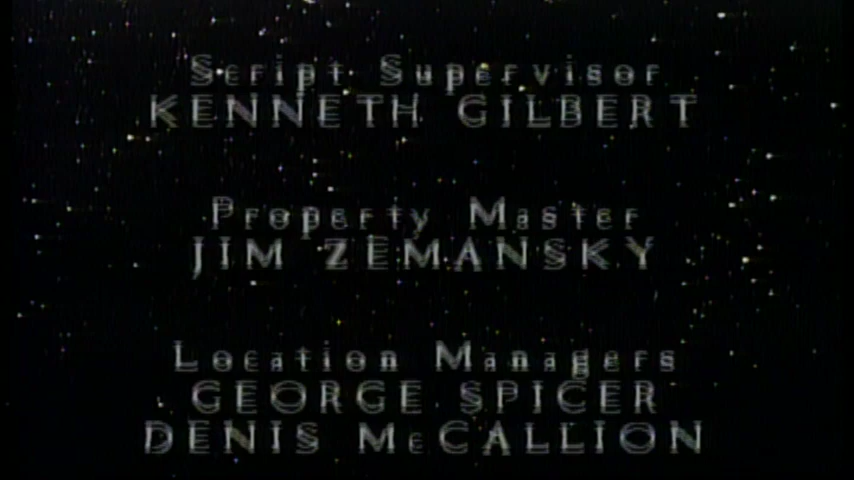 Script Supervisor
KENNETH GILBERT
Property Master
JIM ZEMANSKY
Location Managers
GEORGE SPICER
DENIS McCALLION